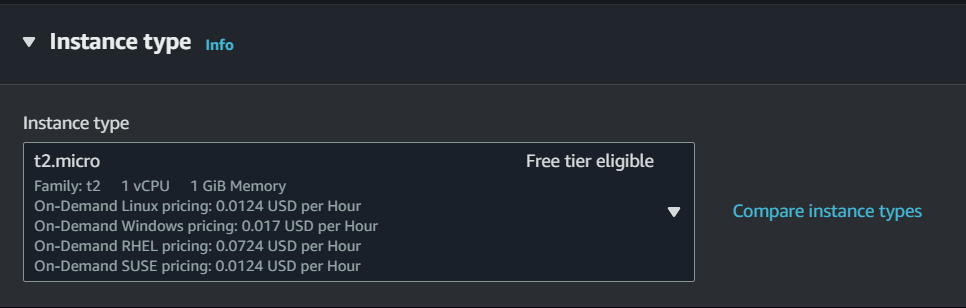 Instance type Info
Instance type
t2.micro Free tier eligible
Family: t2 1 vCPU 1 GiB Memory
On-Demand Linux pricing: 0.0124 USD per Hour
On-Demand Windows pricing: 0.017 USD per Hour
On-Demand RHEL pricing: 0.0724 USD per Hour
On-Demand SUSE pricing: 0.0124 USD per Hour
Compare instance types